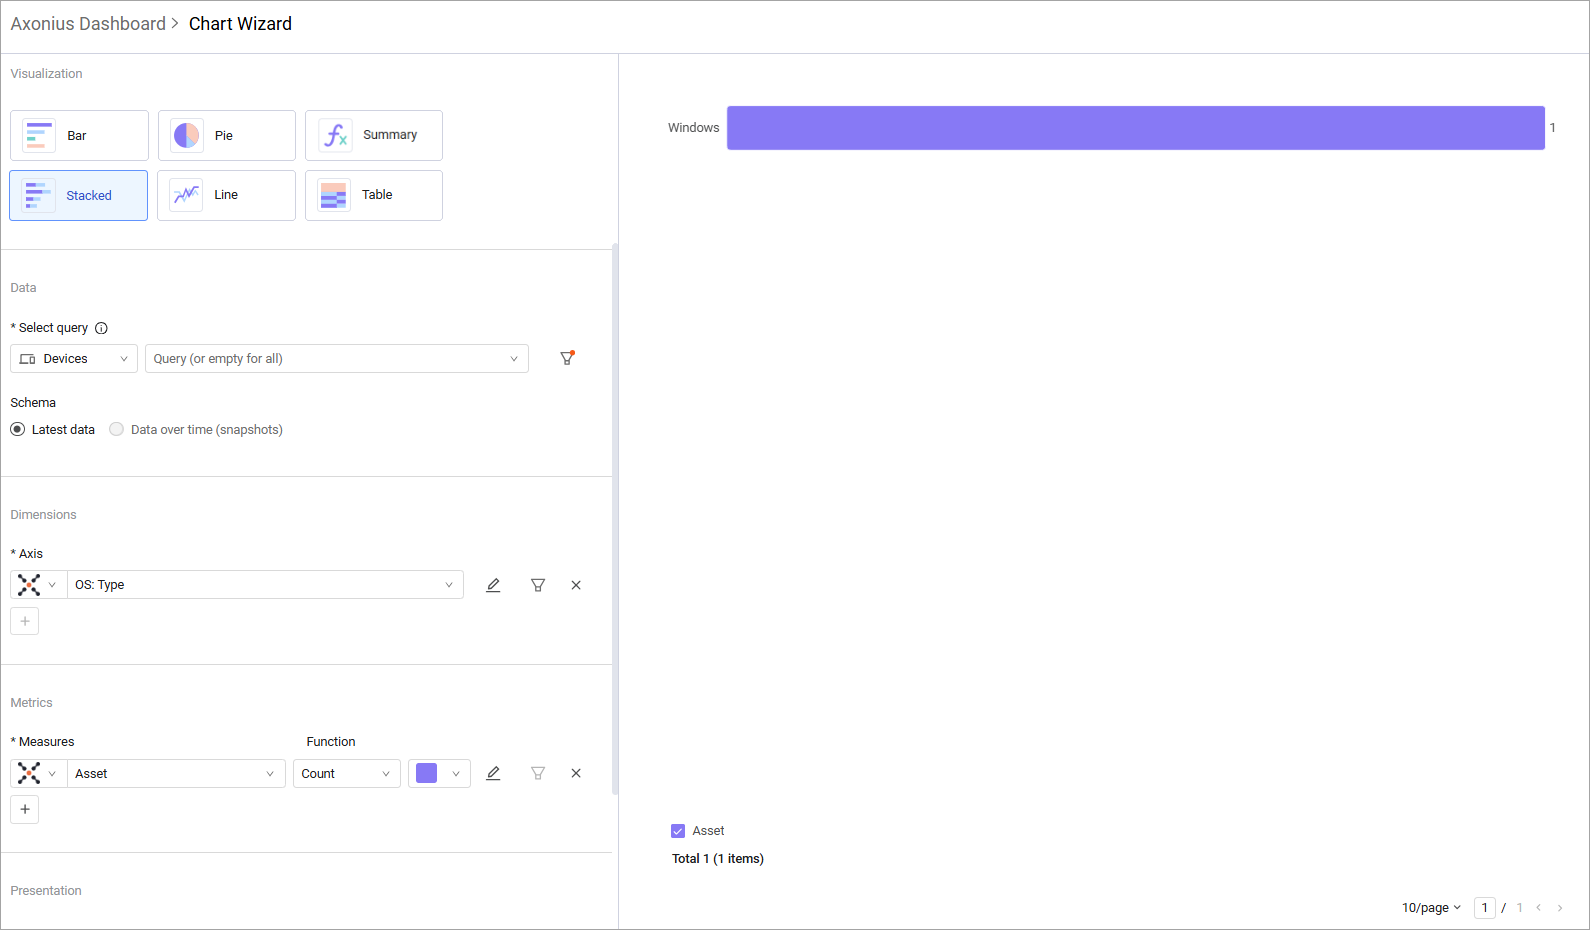 Axonius Dashboard > Chart Wizard
Visualization
Bar
Pie
Summary
Stacked
Line
Table
Data
* Select query
Devices
Query (or empty for all)
Schema
Latest data
Data over time (snapshots)
Dimensions
* Axis
OS: Type
+
Metrics
* Measures
Function
Asset
Count
+
Presentation
Windows
1
Asset
Total 1 (1 items)
10/page
1 / 1 < >